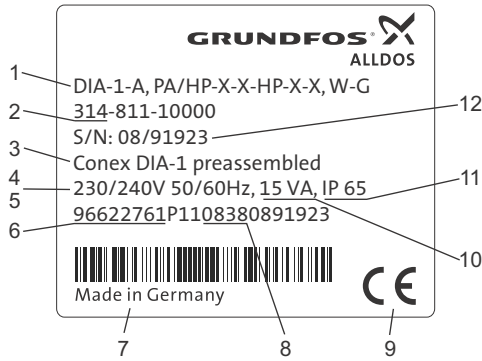 GRUNDFOS
ALLDOS
1 DIA-1-A, PA/HP-X-X-HP-X-X, W-G
2 314-811-10000
S/N: 08/91923 12
3 Conex DIA-1 preassembled
4 230/240V 50/60Hz, 15 VA, IP 65 11
5
6 96622761P1108380891923
10
Made in Germany CE
7 8 9